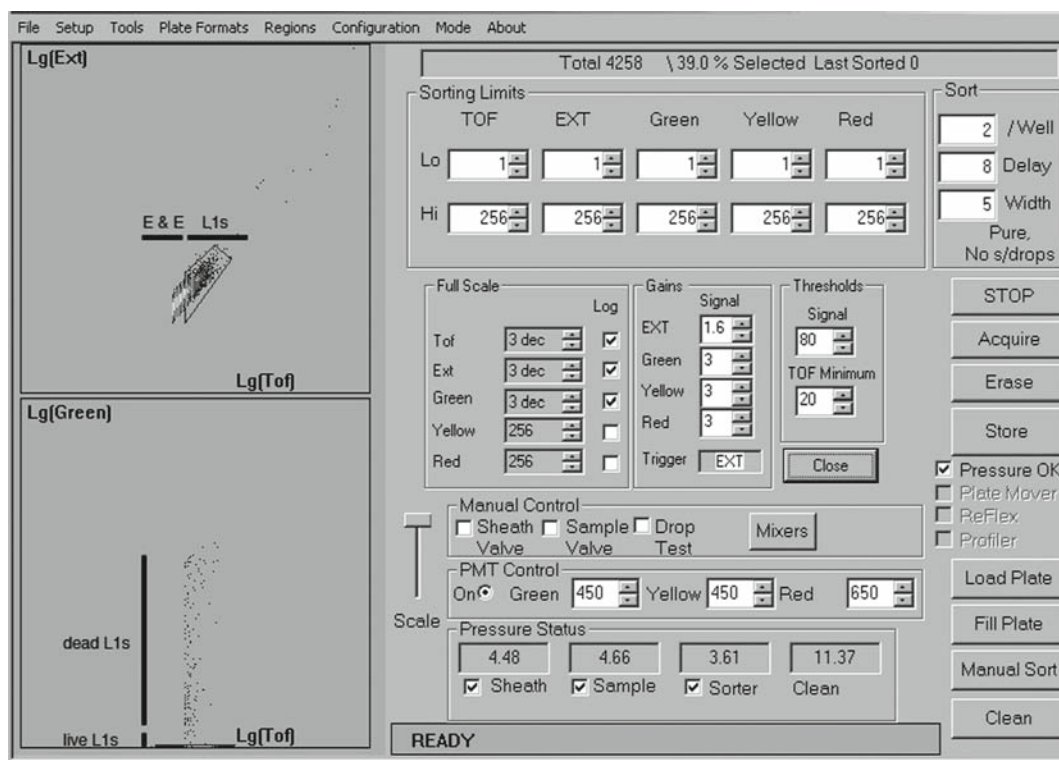 File Setup Tools Plate Formats Regions Configuration Mode About
Lg(Ext)
E & E L1s
Lg(Tof)
Lg(Green)
dead L1s
live L1s
Lg(Tof)
Total 4258 \ 39.0 % Selected Last Sorted 0
Sorting Limits
TOF EXT Green Yellow Red
Lo 1 1 1 1 1
Hi 256 256 256 256 256
Sort
2 /Well
8 Delay
5 Width
Pure,
No s/drops
Full Scale
Log
Tof 3 dec
Ext 3 dec
Green 3 dec
Yellow 256
Red 256
Gains
Signal
EXT 1.6
Green 3
Yellow 3
Red 3
Trigger EXT
Thresholds
Signal
80
TOF Minimum
20
Close
STOP
Acquire
Erase
Store
Pressure OK
Plate Mover
ReFlex
Profiler
Manual Control
Sheath Valve Sample Valve Drop Test Mixers
PMT Control
On Green 450 Yellow 450 Red 650
Scale
Pressure Status
4.48 4.66 3.61 11.37
Sheath Sample Sorter Clean
Load Plate
Fill Plate
Manual Sort
Clean
READY